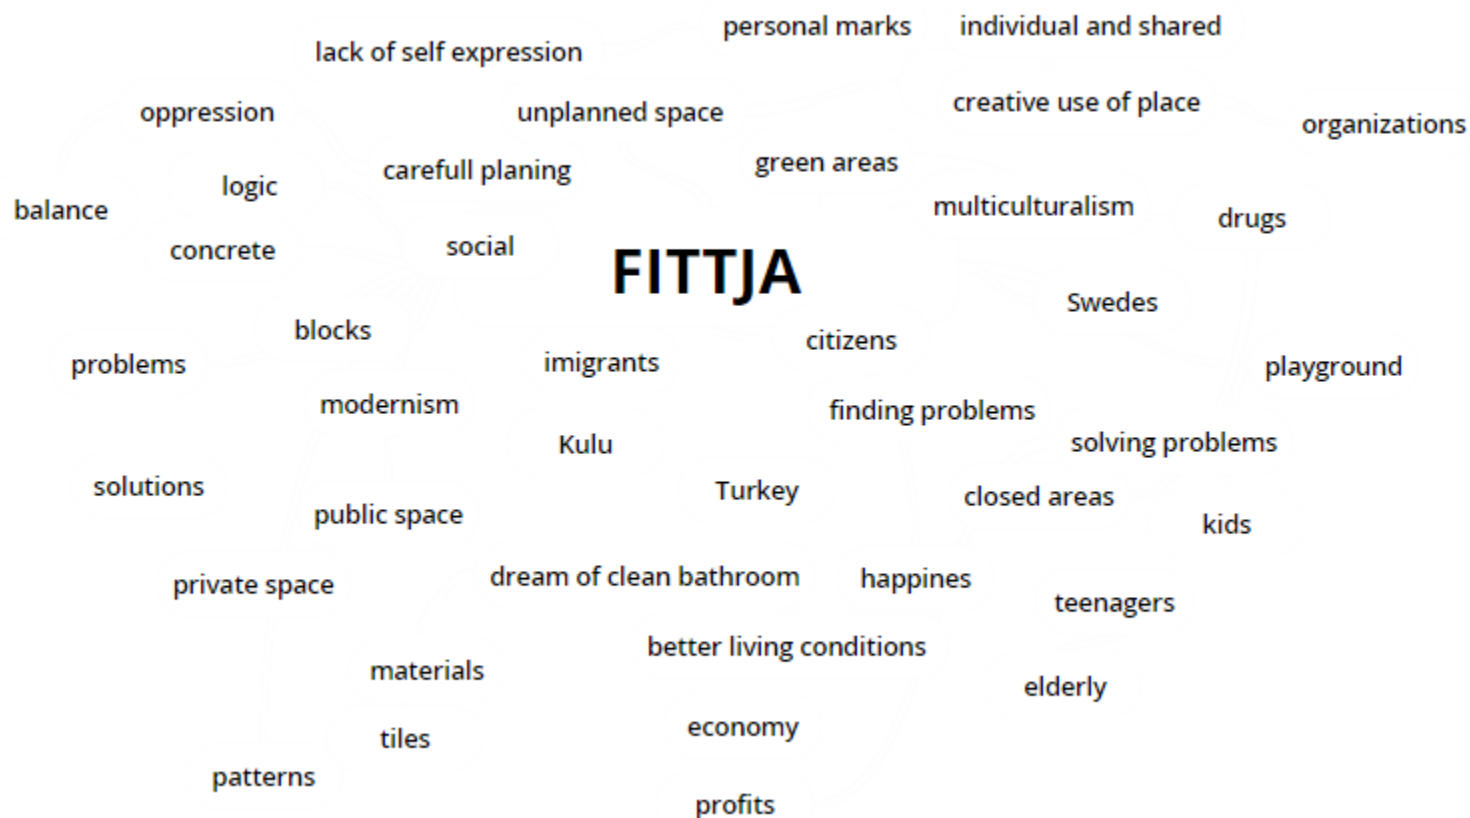 personal marks
individual and shared
lack of self expression
creative use of place
oppression
unplanned space
organizations
green areas
carefull planing
logic
multiculturalism
balance
drugs
social
concrete
FITTJA
Swedes
blocks
citizens
imigrants
problems
playground
modernism
finding problems
Kulu
solving problems
solutions
Turkey
closed areas
public space
kids
dream of clean bathroom
happines
private space
teenagers
better living conditions
materials
elderly
economy
tiles
patterns
profits